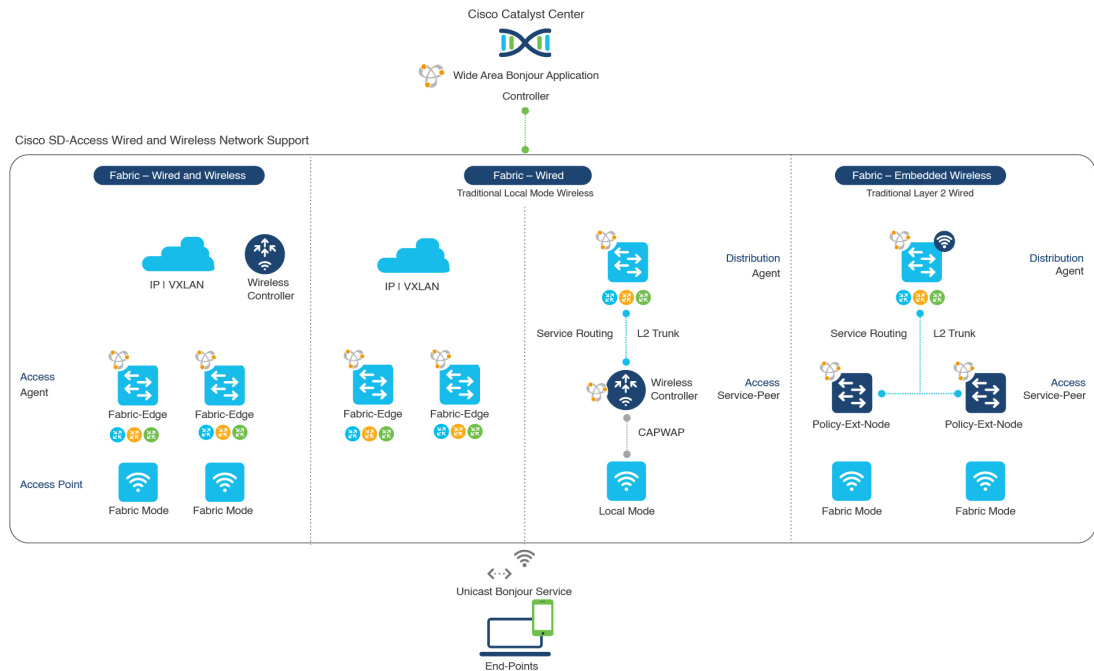 Cisco Catalyst Center
Wide Area Bonjour Application
Controller
Cisco SD-Access Wired and Wireless Network Support
Fabric – Wired and Wireless
IP | VXLAN
Wireless
Controller
Access
Agent
Fabric-Edge
Fabric-Edge
Access Point
Fabric Mode
Fabric Mode
Fabric – Wired
Traditional Local Mode Wireless
IP | VXLAN
Fabric-Edge
Fabric-Edge
Distribution
Agent
Service Routing
L2 Trunk
Wireless
Controller
Access
Service-Peer
CAPWAP
Local Mode
Fabric – Embedded Wireless
Traditional Layer 2 Wired
Distribution
Agent
Service Routing
L2 Trunk
Access
Service-Peer
Policy-Ext-Node
Policy-Ext-Node
Fabric Mode
Fabric Mode
Unicast Bonjour Service
End-Points